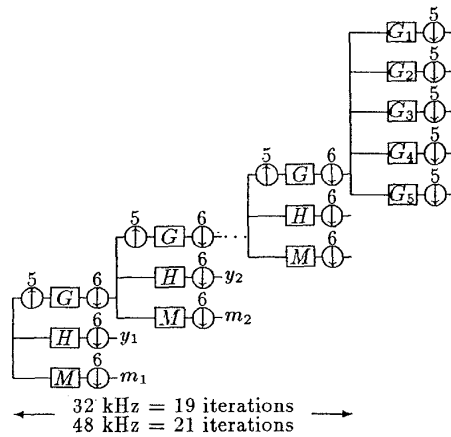 5
G₁
5
G₂
5
G₃
5
G₄
5
5 G 6 G₅
6
H
6
M
5 G 6 ...
6
H y₂
6
M m₂
5 G 6
6
H y₁
6
M m₁
32 kHz = 19 iterations
48 kHz = 21 iterations